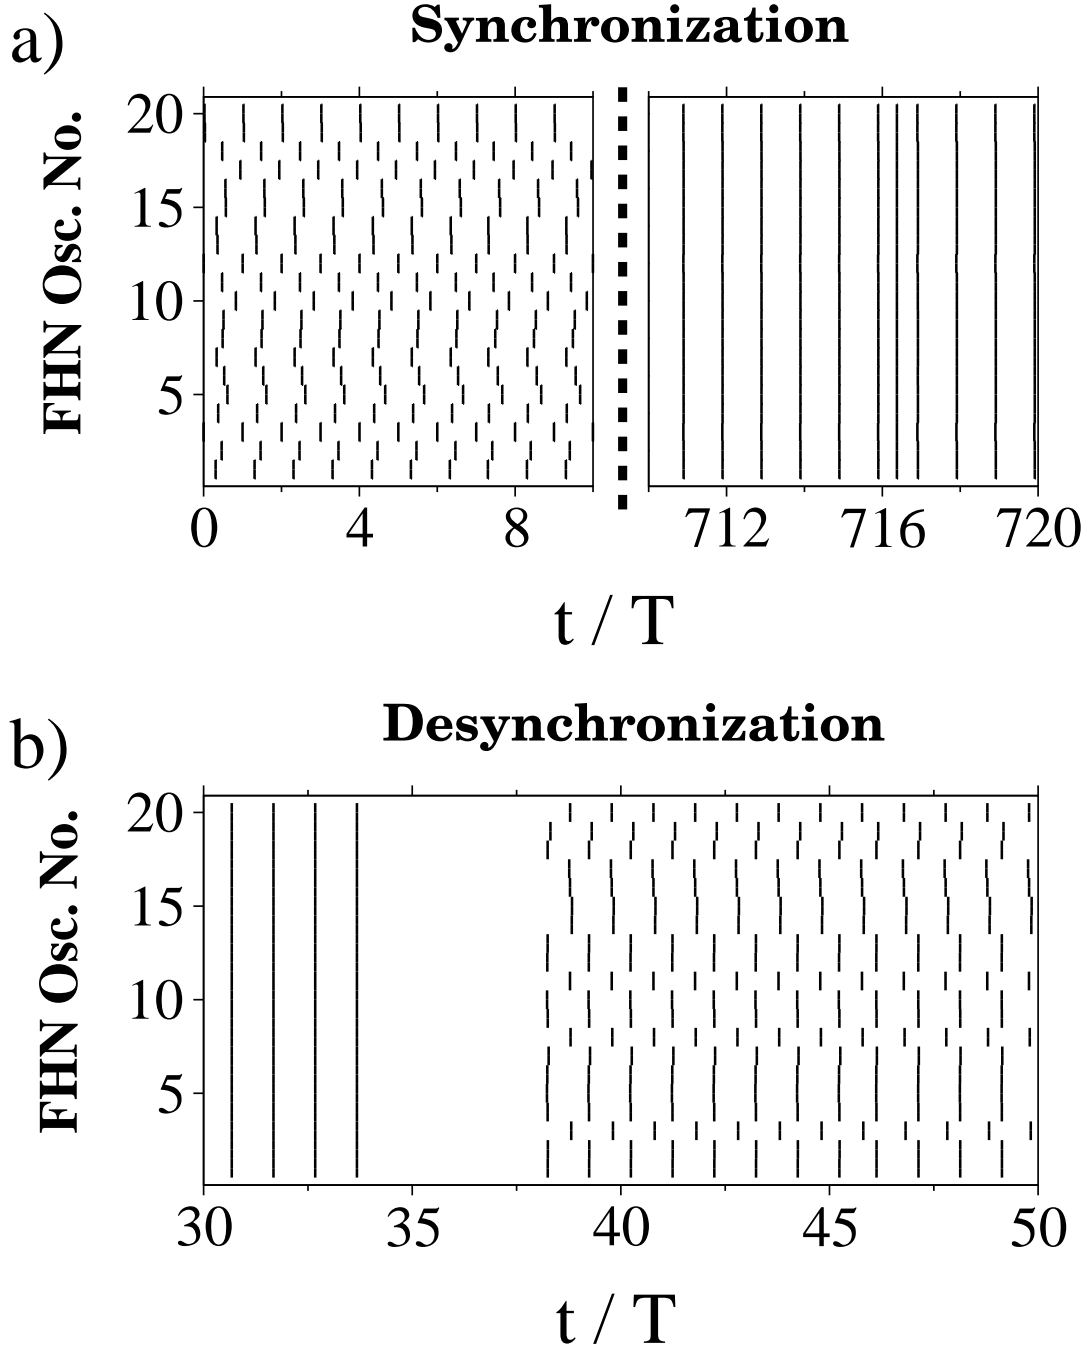 a)
Synchronization
FHN Osc. No.
20
15
10
5
0 4 8 712 716 720
t / T
b)
Desynchronization
FHN Osc. No.
20
15
10
5
30 35 40 45 50
t / T